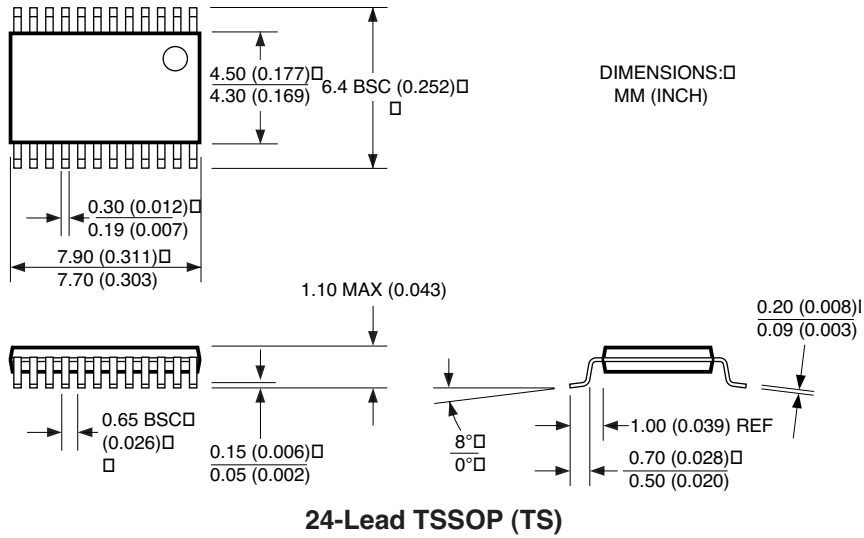 4.50 (0.177)
4.30 (0.169)
6.4 BSC (0.252)
DIMENSIONS:
MM (INCH)
0.30 (0.012)
0.19 (0.007)
7.90 (0.311)
7.70 (0.303)
1.10 MAX (0.043)
0.20 (0.008)
0.09 (0.003)
0.65 BSC
(0.026)
0.15 (0.006)
0.05 (0.002)
8°
0°
1.00 (0.039) REF
0.70 (0.028)
0.50 (0.020)
24-Lead TSSOP (TS)